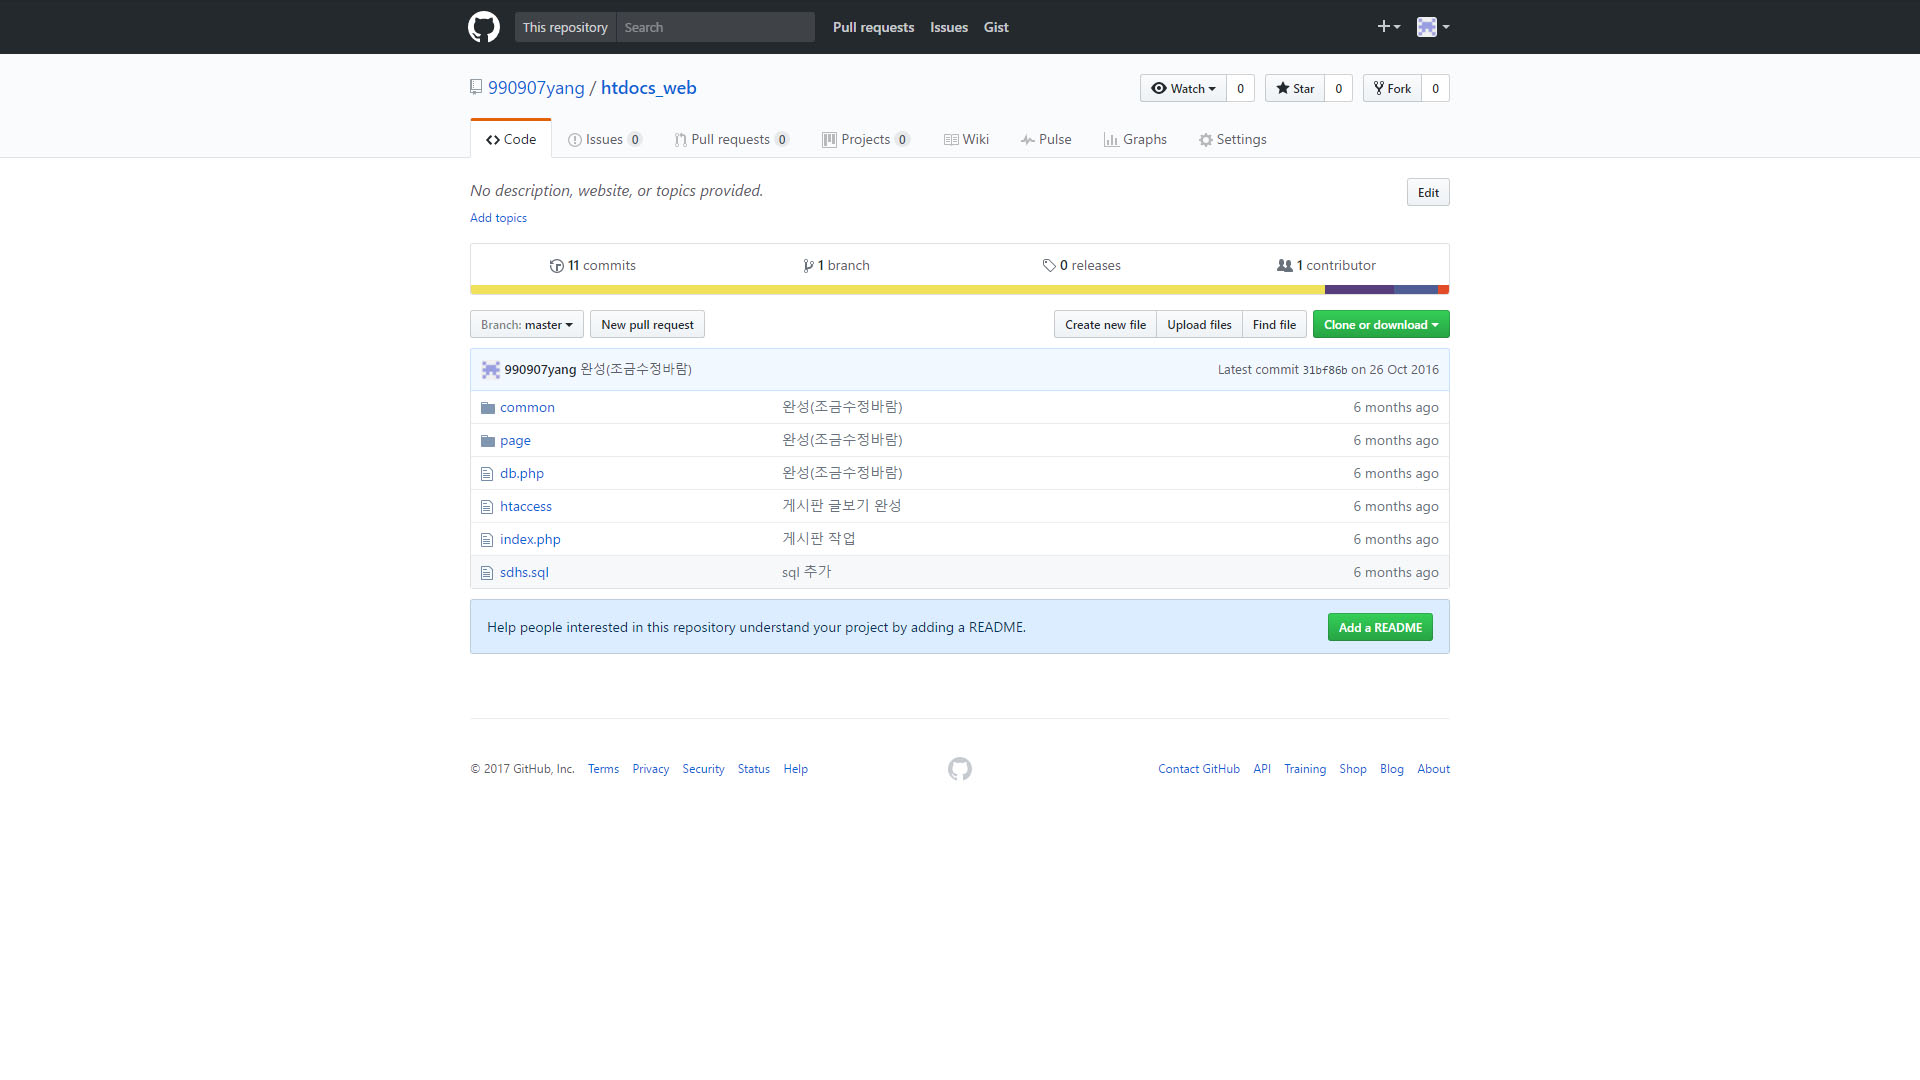 This repository Search Pull requests Issues Gist
990907yang / htdocs_web Watch 0 Star 0 Fork 0
Code Issues 0 Pull requests 0 Projects 0 Wiki Pulse Graphs Settings
No description, website, or topics provided. Edit
Add topics
11 commits 1 branch 0 releases 1 contributor
Branch: master New pull request Create new file Upload files Find file Clone or download
990907yang 완성(조금수정바람) Latest commit 31bf86b on 26 Oct 2016
common 완성(조금수정바람) 6 months ago
page 완성(조금수정바람) 6 months ago
db.php 완성(조금수정바람) 6 months ago
htaccess 게시판 글보기 완성 6 months ago
index.php 게시판 작업 6 months ago
sdhs.sql sql 추가 6 months ago
Help people interested in this repository understand your project by adding a README. Add a README
© 2017 GitHub, Inc. Terms Privacy Security Status Help Contact GitHub API Training Shop Blog About